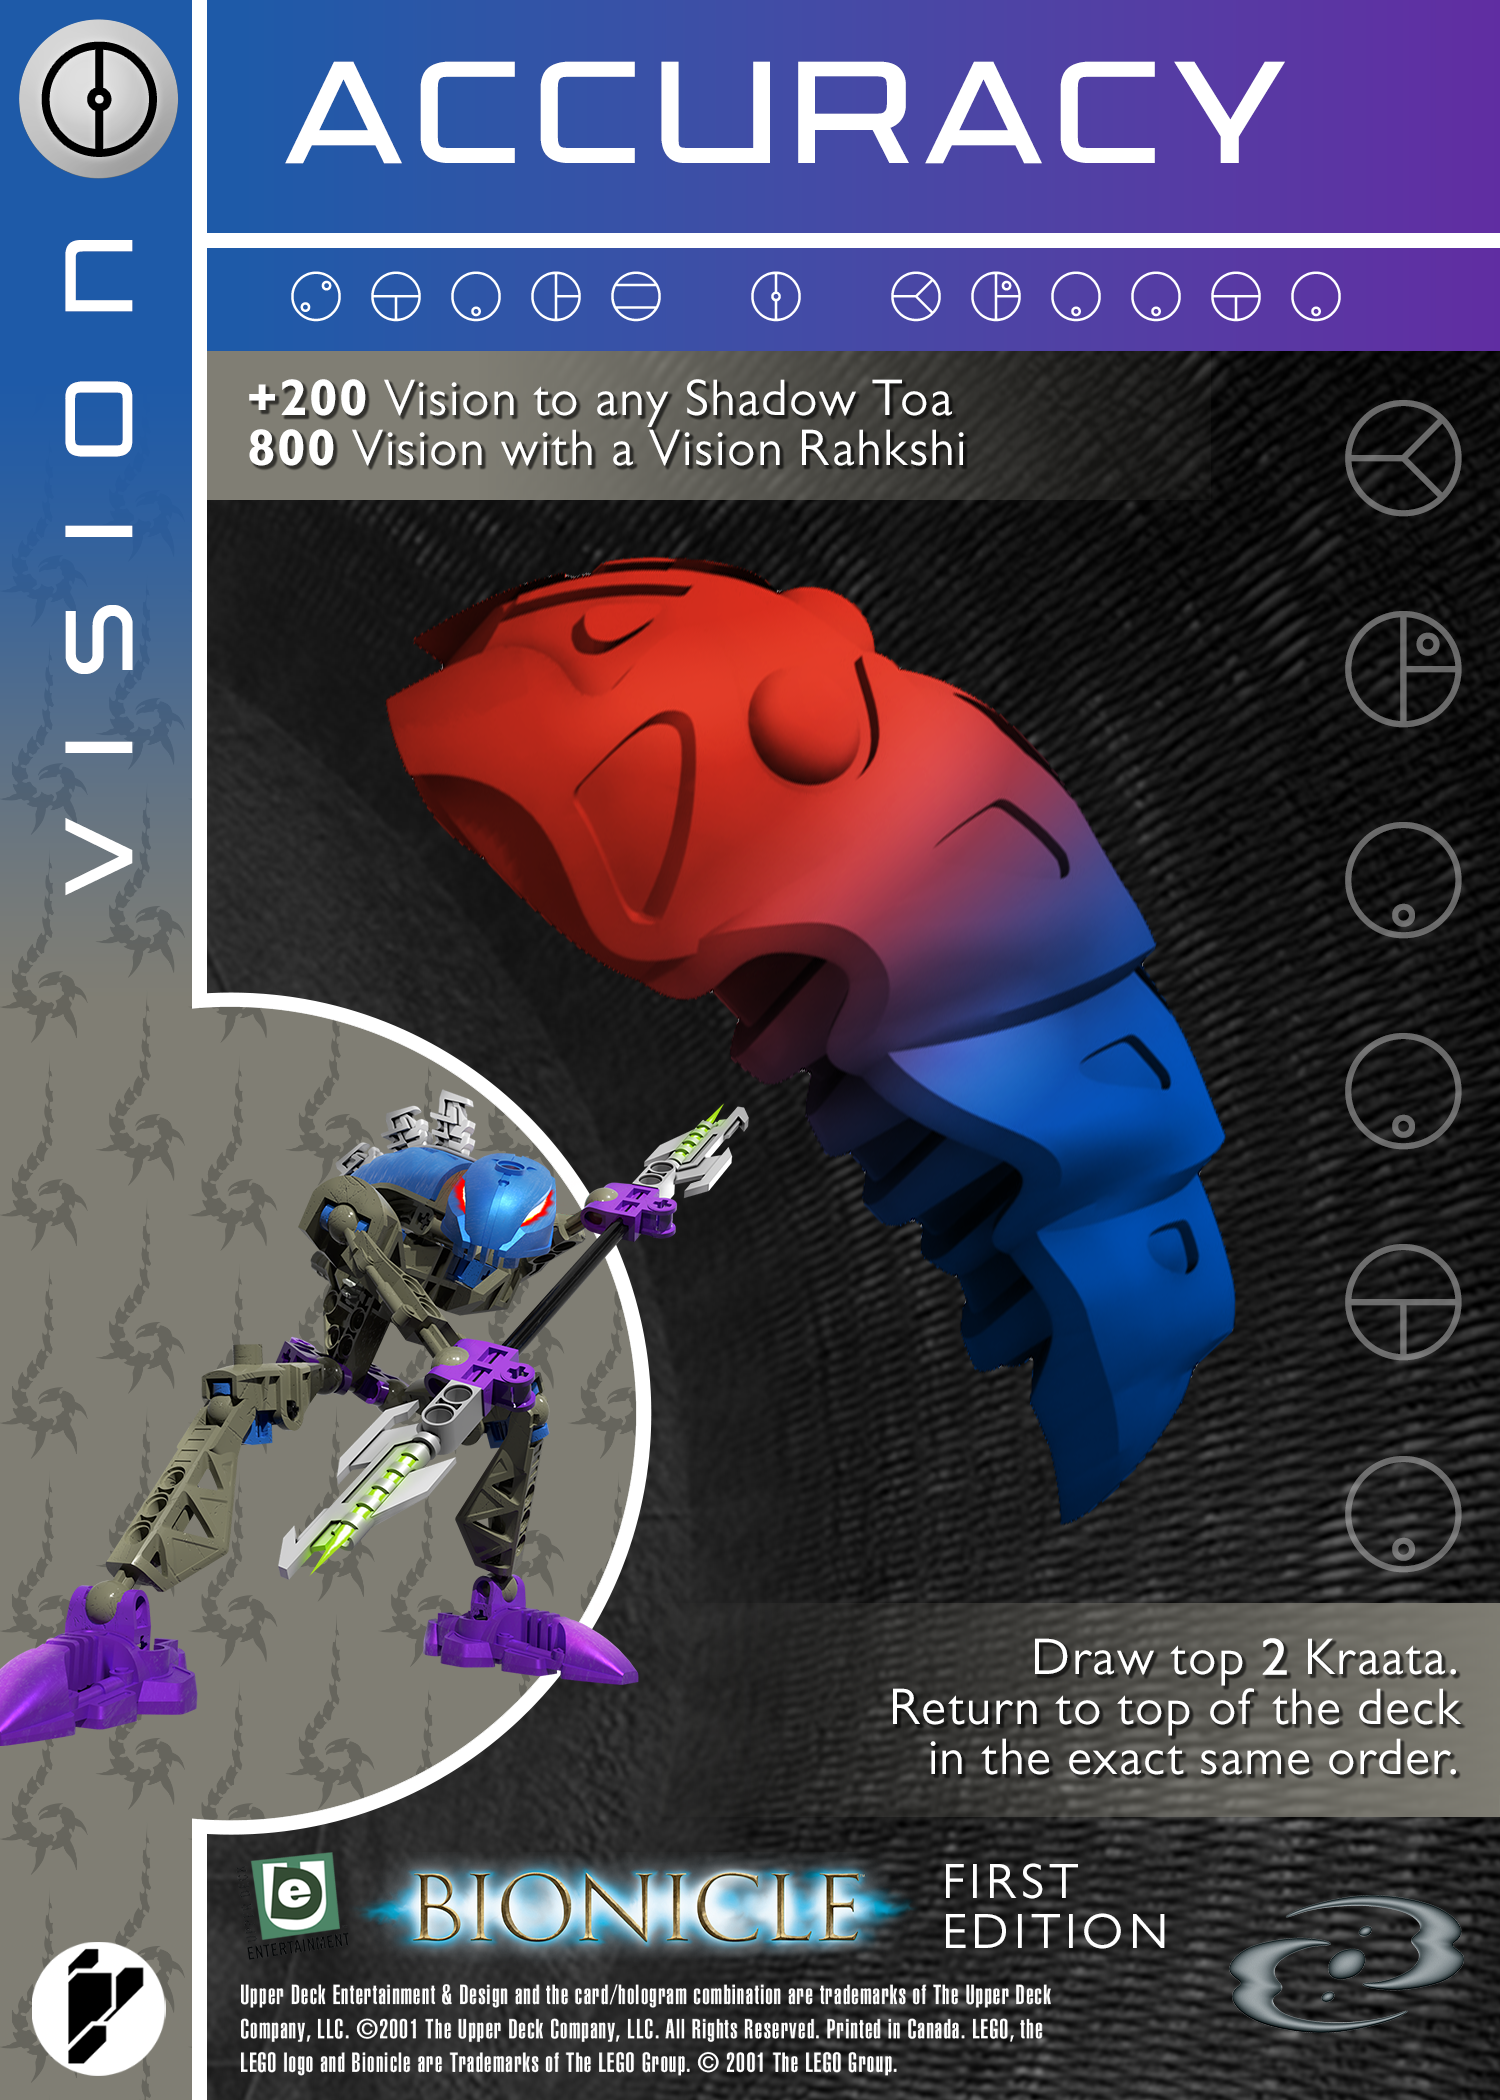 ACCURACY
vision
+200 Vision to any Shadow Toa
800 Vision with a Vision Rahkshi
Draw top 2 Kraata.
Return to top of the deck
in the exact same order.
e
ENTERTAINMENT
BIONICLE
FIRST
EDITION
Upper Deck Entertainment & Design and the card/hologram combination are trademarks of The Upper Deck
Company, LLC. ©2001 The Upper Deck Company, LLC. All Rights Reserved. Printed in Canada. LEGO, the
LEGO logo and Bionicle are Trademarks of The LEGO Group. © 2001 The LEGO Group.